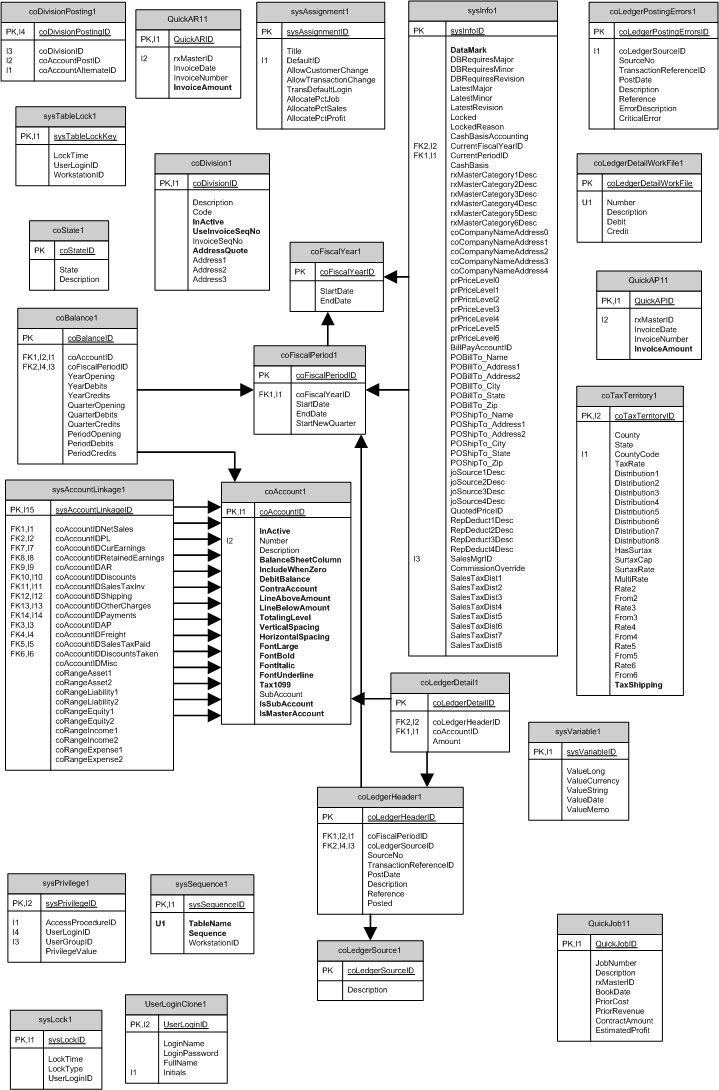 coDivisionPosting1
PK,I4 coDivisionPostingID
I3 coDivisionID
I2 coAccountPostID
I1 coAccountAlternateID
QuickAR11
PK,I1 QuickARID
I2 rxMasterID
InvoiceDate
InvoiceNumber
InvoiceAmount
sysAssignment1
PK sysAssignmentID
Title
I1 DefaultID
AllowCustomerChange
AllowTransactionChange
TransDefaultLogin
AllocatePctJob
AllocatePctSales
AllocatePctProfit
sysInfo1
PK sysInfoID
DataMark
DBRequiresMajor
DBRequiresMinor
DBRequiresRevision
LatestMajor
LatestMinor
LatestRevision
Locked
LockedReason
CashBasisAccounting
FK2,I2 CurrentFiscalYearID
FK1,I1 CurrentPeriodID
CashBasis
rxMasterCategory1Desc
rxMasterCategory2Desc
rxMasterCategory3Desc
rxMasterCategory4Desc
rxMasterCategory5Desc
rxMasterCategory6Desc
coCompanyNameAddress0
coCompanyNameAddress1
coCompanyNameAddress2
coCompanyNameAddress3
coCompanyNameAddress4
prPriceLevel0
prPriceLevel1
prPriceLevel2
prPriceLevel3
prPriceLevel4
prPriceLevel5
prPriceLevel6
BillPayAccountID
POBillTo_Name
POBillTo_Address1
POBillTo_Address2
POBillTo_City
POBillTo_State
POBillTo_Zip
POShipTo_Name
POShipTo_Address1
POShipTo_Address2
POShipTo_City
POShipTo_State
POShipTo_Zip
joSource1Desc
joSource2Desc
joSource3Desc
joSource4Desc
QuotedPriceID
RepDeduct1Desc
RepDeduct2Desc
RepDeduct3Desc
RepDeduct4Desc
I3 SalesMgrID
CommissionOverride
SalesTaxDist1
SalesTaxDist2
SalesTaxDist3
SalesTaxDist4
SalesTaxDist5
SalesTaxDist6
SalesTaxDist7
SalesTaxDist8
coLedgerPostingErrors1
PK coLedgerPostingErrorsID
I1 coLedgerSourceID
SourceNo
TransactionReferenceID
PostDate
Description
Reference
ErrorDescription
CriticalError
sysTableLock1
PK,I1 sysTableLockKey
LockTime
UserLoginID
WorkstationID
coDivision1
PK,I1 coDivisionID
Description
Code
InActive
UseInvoiceSeqNo
InvoiceSeqNo
AddressQuote
Address1
Address2
Address3
coLedgerDetailWorkFile1
PK coLedgerDetailWorkFile
U1 Number
Description
Debit
Credit
coState1
PK coStateID
State
Description
coFiscalYear1
PK coFiscalYearID
StartDate
EndDate
QuickAP11
PK,I1 QuickAPID
I2 rxMasterID
InvoiceDate
InvoiceNumber
InvoiceAmount
coBalance1
PK coBalanceID
FK1,I2,I1 coAccountID
FK2,I4,I3 coFiscalPeriodID
YearOpening
YearDebits
YearCredits
QuarterOpening
QuarterDebits
QuarterCredits
PeriodOpening
PeriodDebits
PeriodCredits
coFiscalPeriod1
PK coFiscalPeriodID
FK1,I1 coFiscalYearID
StartDate
EndDate
StartNewQuarter
coTaxTerritory1
PK,I2 coTaxTerritoryID
County
State
I1 CountyCode
TaxRate
Distribution1
Distribution2
Distribution3
Distribution4
Distribution5
Distribution6
Distribution7
Distribution8
HasSurtax
SurtaxCap
SurtaxRate
MultiRate
Rate2
From2
Rate3
From3
Rate4
From4
Rate5
From5
Rate6
From6
TaxShipping
sysAccountLinkage1
PK,I15 sysAccountLinkageID
FK1,I1 coAccountIDNetSales
FK2,I2 coAccountIDPL
FK7,I7 coAccountIDCurEarnings
FK8,I8 coAccountIDRetainedEarnings
FK9,I9 coAccountIDAR
FK10,I10 coAccountIDDiscounts
FK11,I11 coAccountIDSalesTaxInv
FK12,I12 coAccountIDShipping
FK13,I13 coAccountIDOtherCharges
FK14,I14 coAccountIDPayments
FK3,I3 coAccountIDAP
FK4,I4 coAccountIDFreight
FK5,I5 coAccountIDSalesTaxPaid
FK6,I6 coAccountIDDiscountsTaken
coAccountIDMisc
coRangeAsset1
coRangeAsset2
coRangeLiability1
coRangeLiability2
coRangeEquity1
coRangeEquity2
coRangeIncome1
coRangeIncome2
coRangeExpense1
coRangeExpense2
coAccount1
PK,I1 coAccountID
InActive
I2 Number
Description
BalanceSheetColumn
IncludeWhenZero
DebitBalance
ContraAccount
LineAboveAmount
LineBelowAmount
TotalingLevel
VerticalSpacing
HorizontalSpacing
FontLarge
FontBold
FontItalic
FontUnderline
Tax1099
SubAccount
IsSubAccount
IsMasterAccount
coLedgerDetail1
PK coLedgerDetailID
FK2,I2 coLedgerHeaderID
FK1,I1 coAccountID
Amount
sysVariable1
PK,I1 sysVariableID
ValueLong
ValueCurrency
ValueString
ValueDate
ValueMemo
coLedgerHeader1
PK coLedgerHeaderID
FK1,I2,I1 coFiscalPeriodID
FK2,I4,I3 coLedgerSourceID
SourceNo
TransactionReferenceID
PostDate
Description
Reference
Posted
sysPrivilege1
PK,I2 sysPrivilegeID
I1 AccessProcedureID
I4 UserLoginID
I3 UserGroupID
PrivilegeValue
sysSequence1
PK,I1 sysSequenceID
U1 TableName
Sequence
WorkstationID
coLedgerSource1
PK coLedgerSourceID
Description
QuickJob11
PK,I1 QuickJobID
JobNumber
Description
rxMasterID
BookDate
PriorCost
PriorRevenue
ContractAmount
EstimatedProfit
sysLock1
PK,I1 sysLockID
LockTime
LockType
UserLoginID
UserLoginClone1
PK,I2 UserLoginID
LoginName
LoginPassword
FullName
I1 Initials